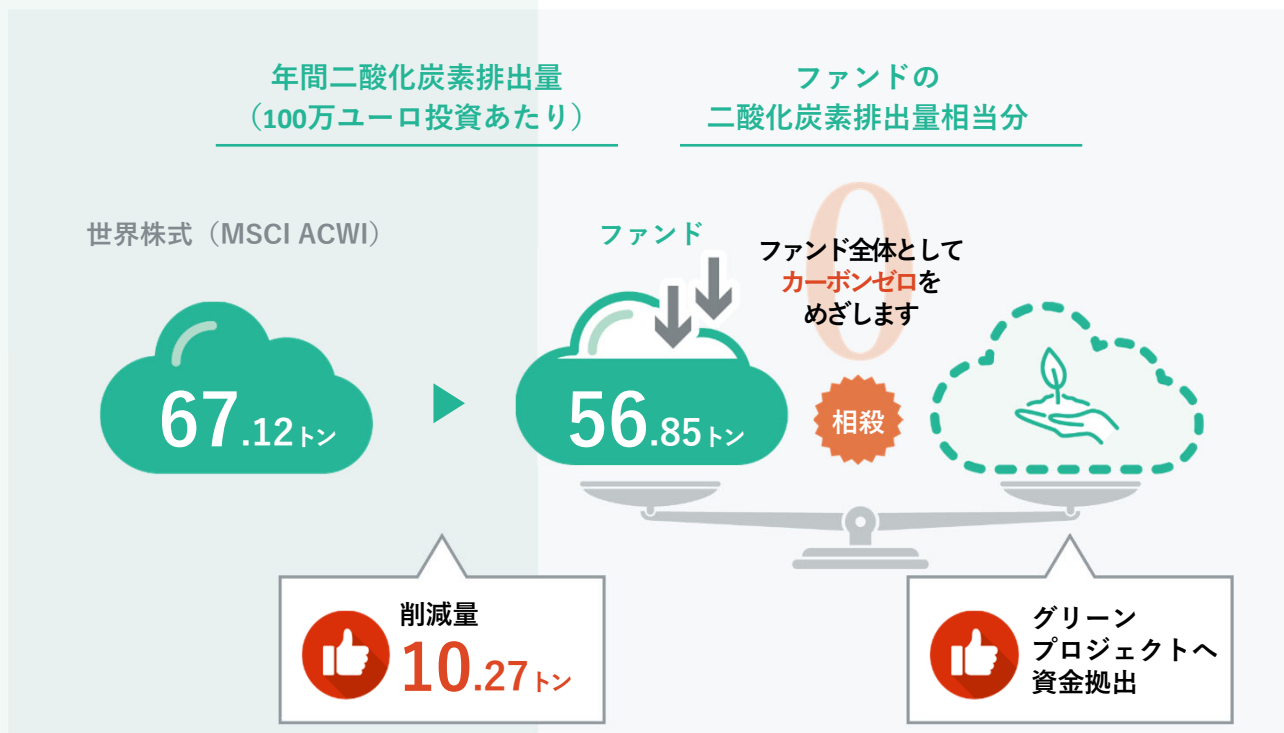 年間二酸化炭素排出量
（100万ユーロ投資あたり）
ファンドの
二酸化炭素排出量相当分
世界株式（MSCI ACWI）
ファンド
0
ファンド全体として
カーボンゼロを
めざします
67.12トン
56.85トン
相殺
削減量
10.27トン
グリーン
プロジェクトへ
資金拠出